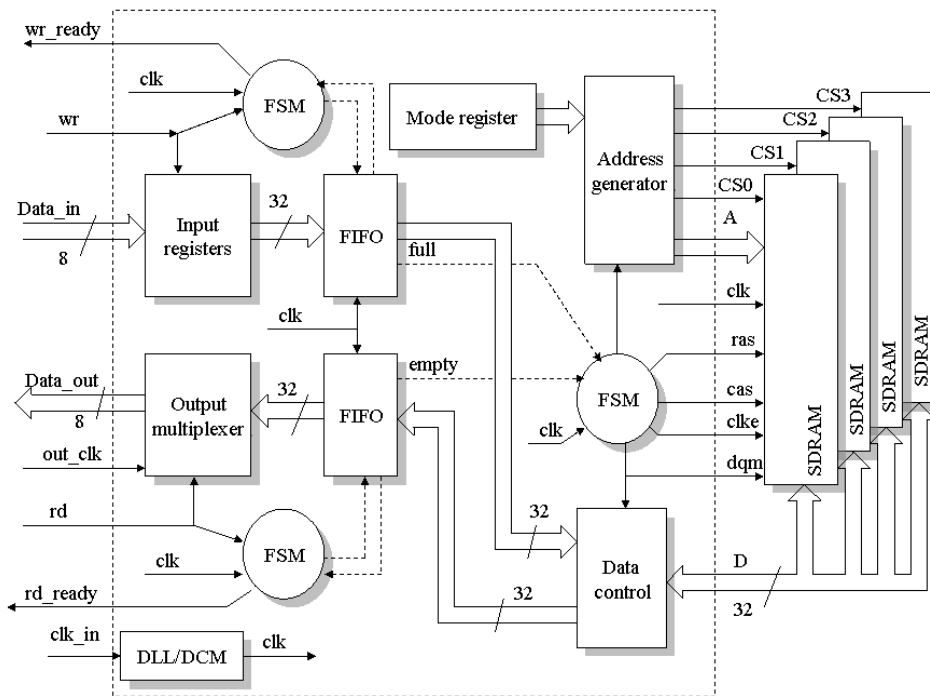 wr_ready
clk
FSM
wr
Mode register
Address
generator
CS3
CS2
CS1
CS0
A
Data_in
8
Input
registers
32
FIFO
full
clk
clk
ras
cas
clke
dqm
FSM
clk
SDRAM
SDRAM
SDRAM
SDRAM
Data_out
8
Output
multiplexer
32
FIFO
empty
out_clk
rd
FSM
clk
rd_ready
32
32
Data
control
D
32
clk_in
DLL/DCM
clk